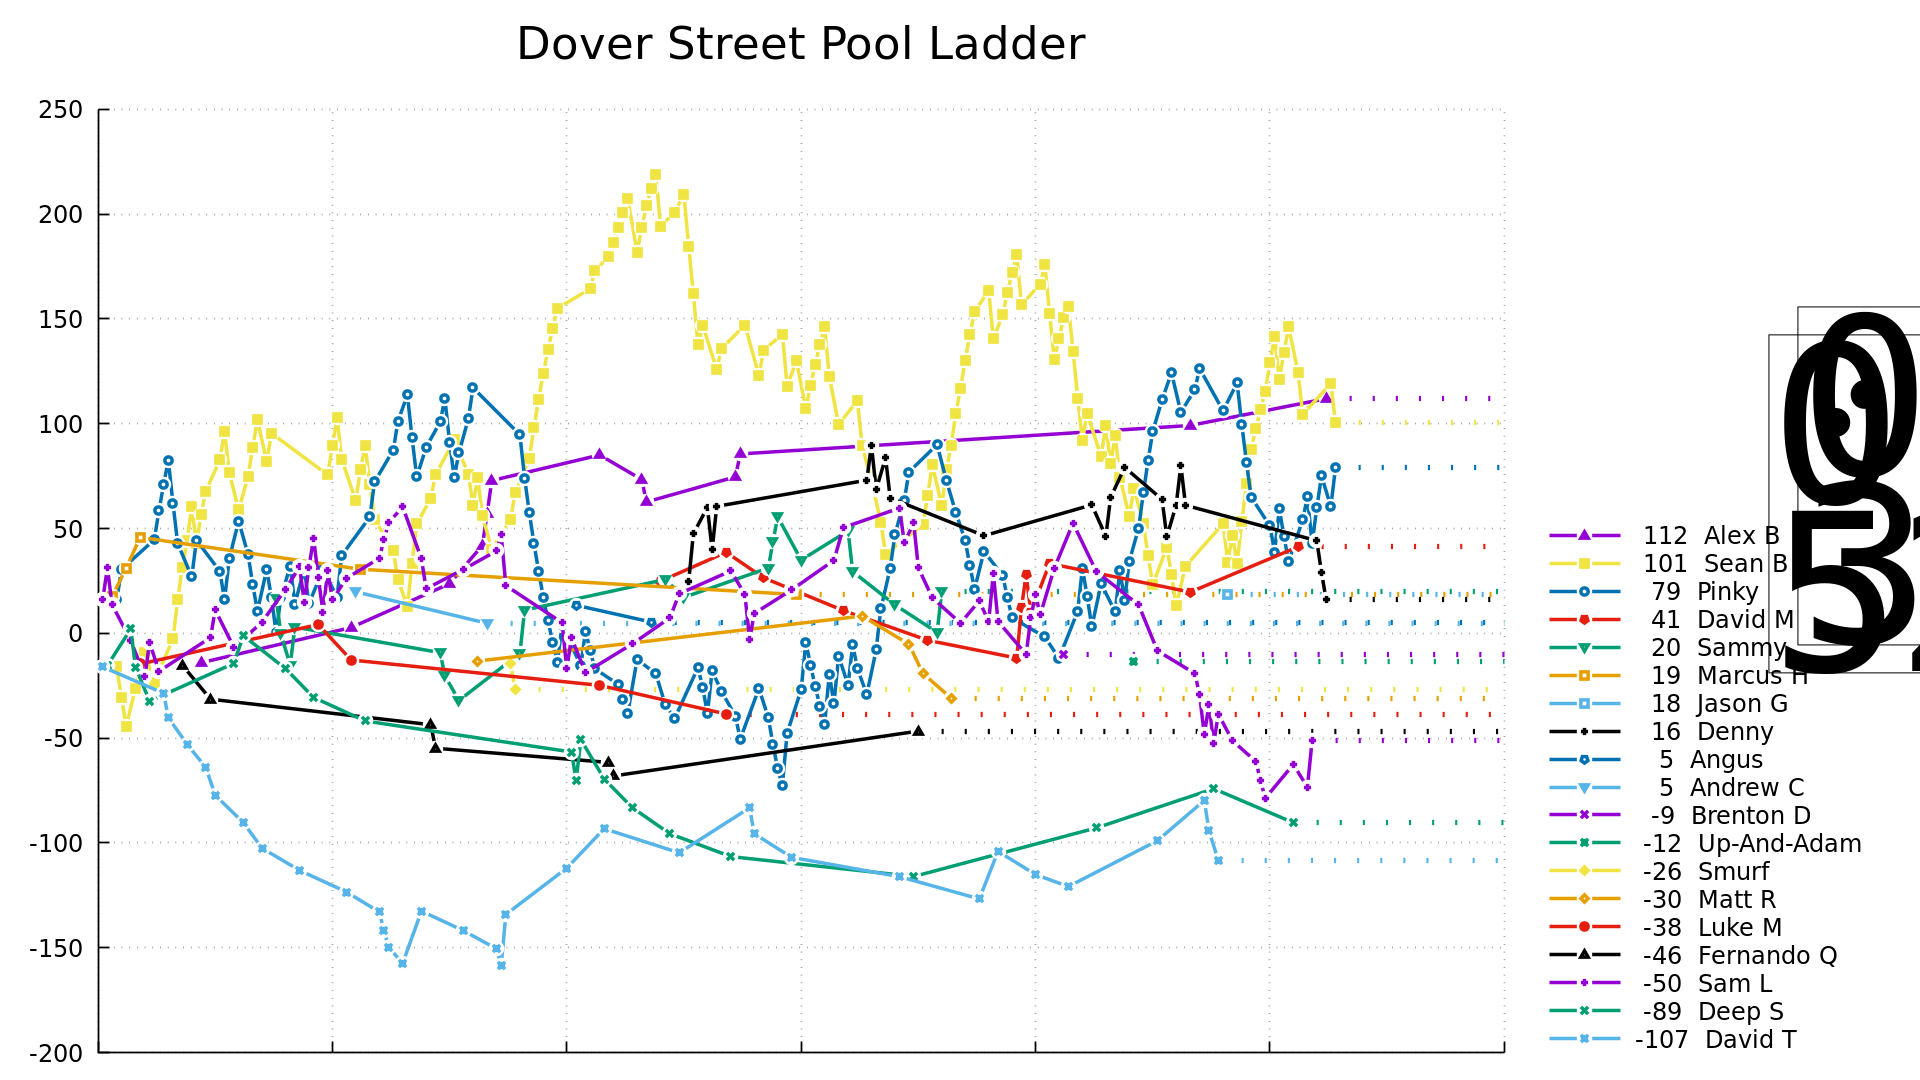 Dover Street Pool Ladder
250
200
150
100
50
0
-50
-100
-150
-200
112 Alex B
101 Sean B
79 Pinky
41 David M
20 Sammy
19 Marcus H
18 Jason G
16 Denny
5 Angus
5 Andrew C
-9 Brenton D
-12 Up-And-Adam
-26 Smurf
-30 Matt R
-38 Luke M
-46 Fernando Q
-50 Sam L
-89 Deep S
-107 David T